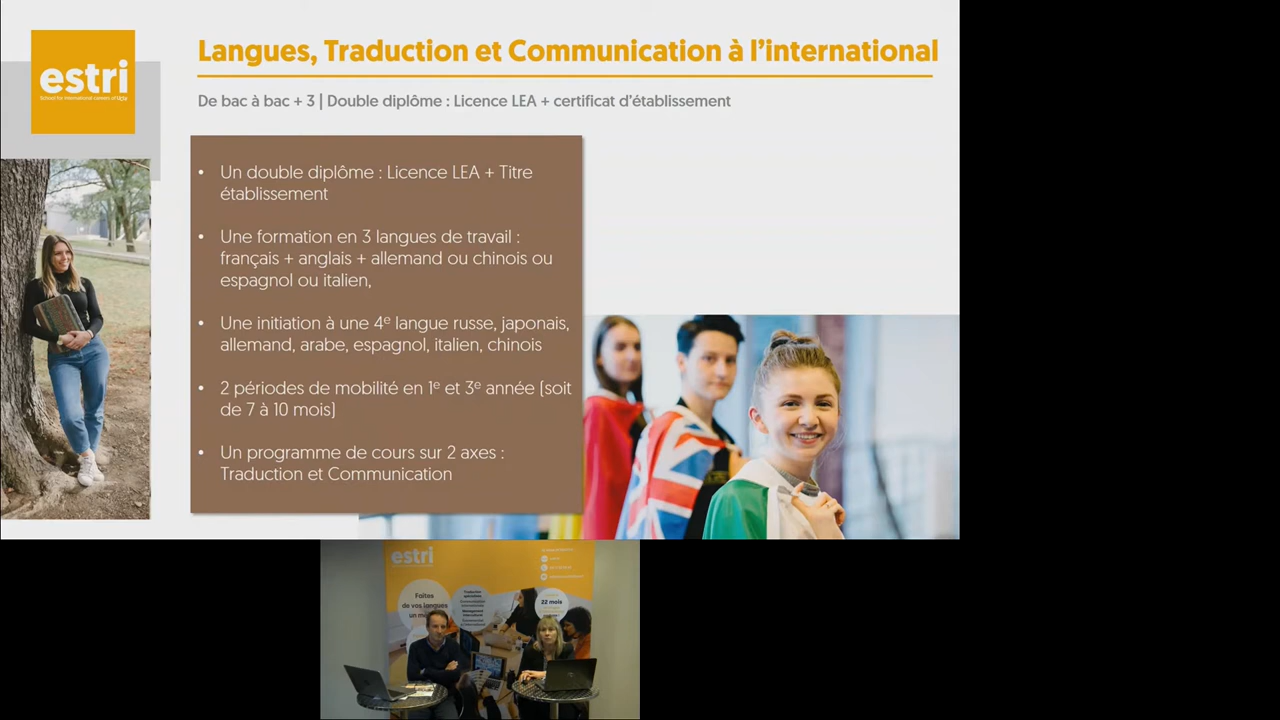 Langues, Traduction et Communication à l'international
estri
School for international careers of Ucly
De bac à bac + 3 | Double diplôme : Licence LEA + certificat d'établissement
• Un double diplôme : Licence LEA + Titre
établissement
• Une formation en 3 langues de travail :
français + anglais + allemand ou chinois ou
espagnol ou italien,
• Une initiation à une 4e langue russe, japonais,
allemand, arabe, espagnol, italien, chinois
• 2 périodes de mobilité en 1e et 3e année (soit
de 7 à 10 mois)
• Un programme de cours sur 2 axes :
Traduction et Communication
estri
Faites
de vos langues
un
22 mois